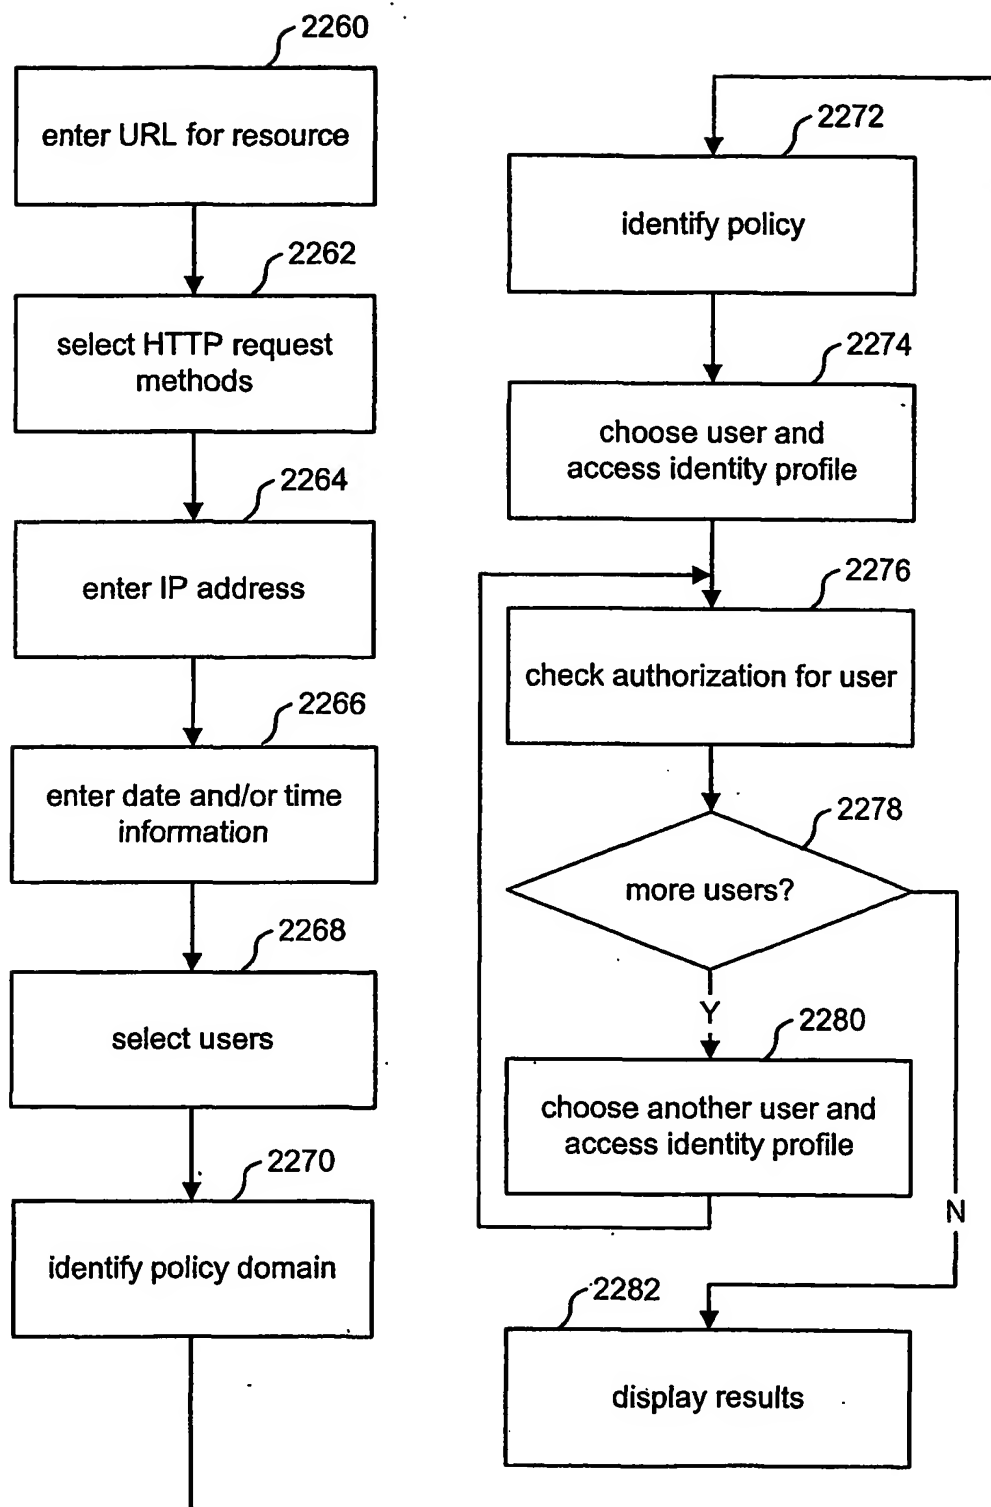 2260
enter URL for resource
2262
select HTTP request
methods
2264
enter IP address
2266
enter date and/or time
information
2268
select users
2270
identify policy domain
2272
identify policy
2274
choose user and
access identity profile
2276
check authorization for user
2278
more users?
Y
2280
choose another user and
access identity profile
N
2282
display results